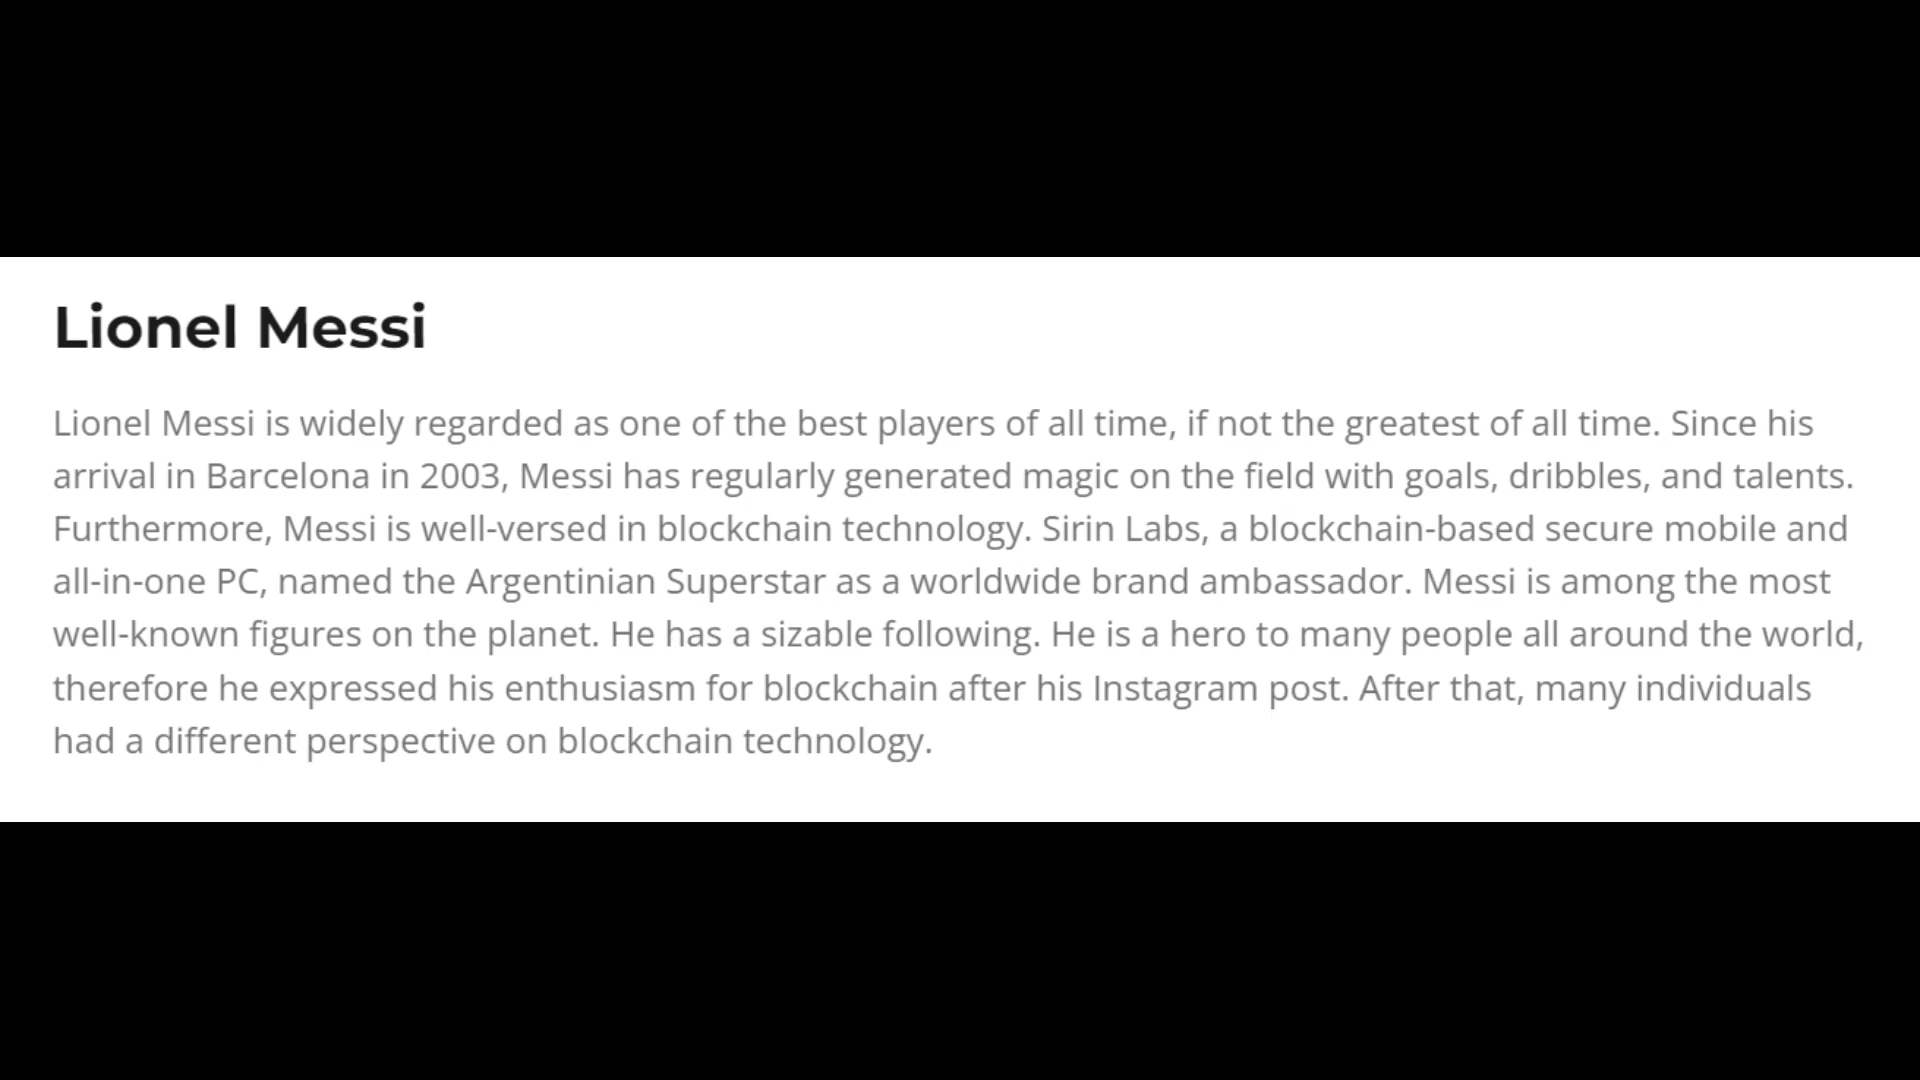 Lionel Messi
Lionel Messi is widely regarded as one of the best players of all time, if not the greatest of all time. Since his
arrival in Barcelona in 2003, Messi has regularly generated magic on the field with goals, dribbles, and talents.
Furthermore, Messi is well-versed in blockchain technology. Sirin Labs, a blockchain-based secure mobile and
all-in-one PC, named the Argentinian Superstar as a worldwide brand ambassador. Messi is among the most
well-known figures on the planet. He has a sizable following. He is a hero to many people all around the world,
therefore he expressed his enthusiasm for blockchain after his Instagram post. After that, many individuals
had a different perspective on blockchain technology.